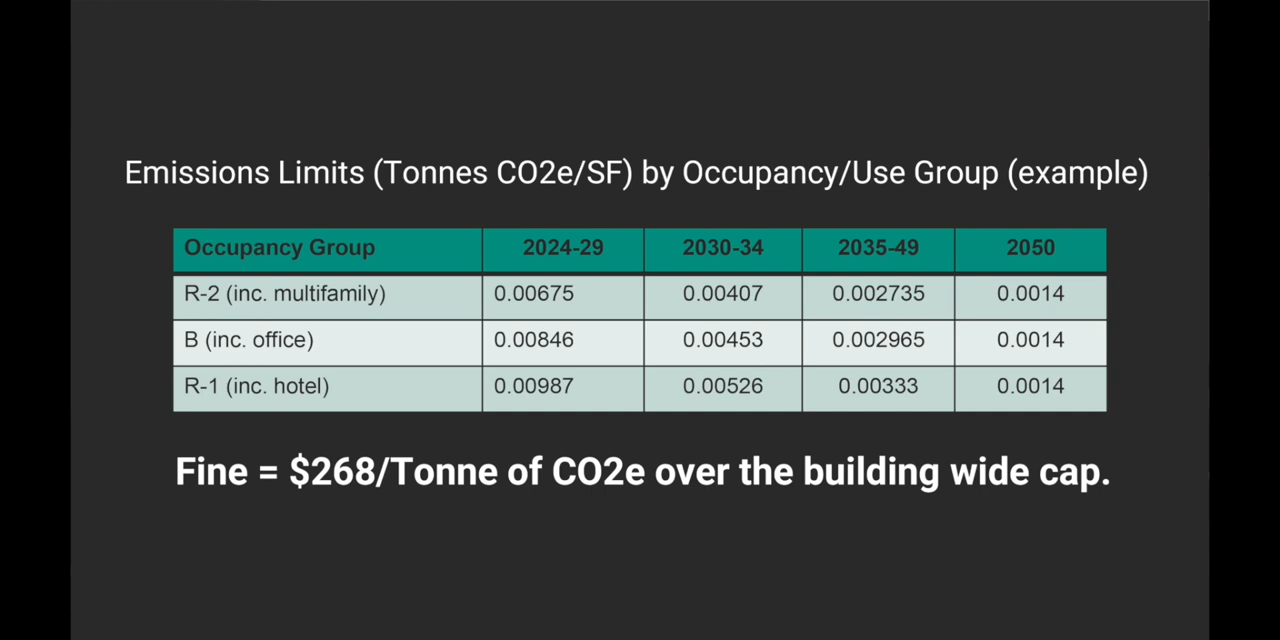 Emissions Limits (Tonnes CO2e/SF) by Occupancy/Use Group (example)
Occupancy Group 2024-29 2030-34 2035-49 2050
R-2 (inc. multifamily) 0.00675 0.00407 0.002735 0.0014
B (inc. office) 0.00846 0.00453 0.002965 0.0014
R-1 (inc. hotel) 0.00987 0.00526 0.00333 0.0014
Fine = $268/Tonne of CO2e over the building wide cap.